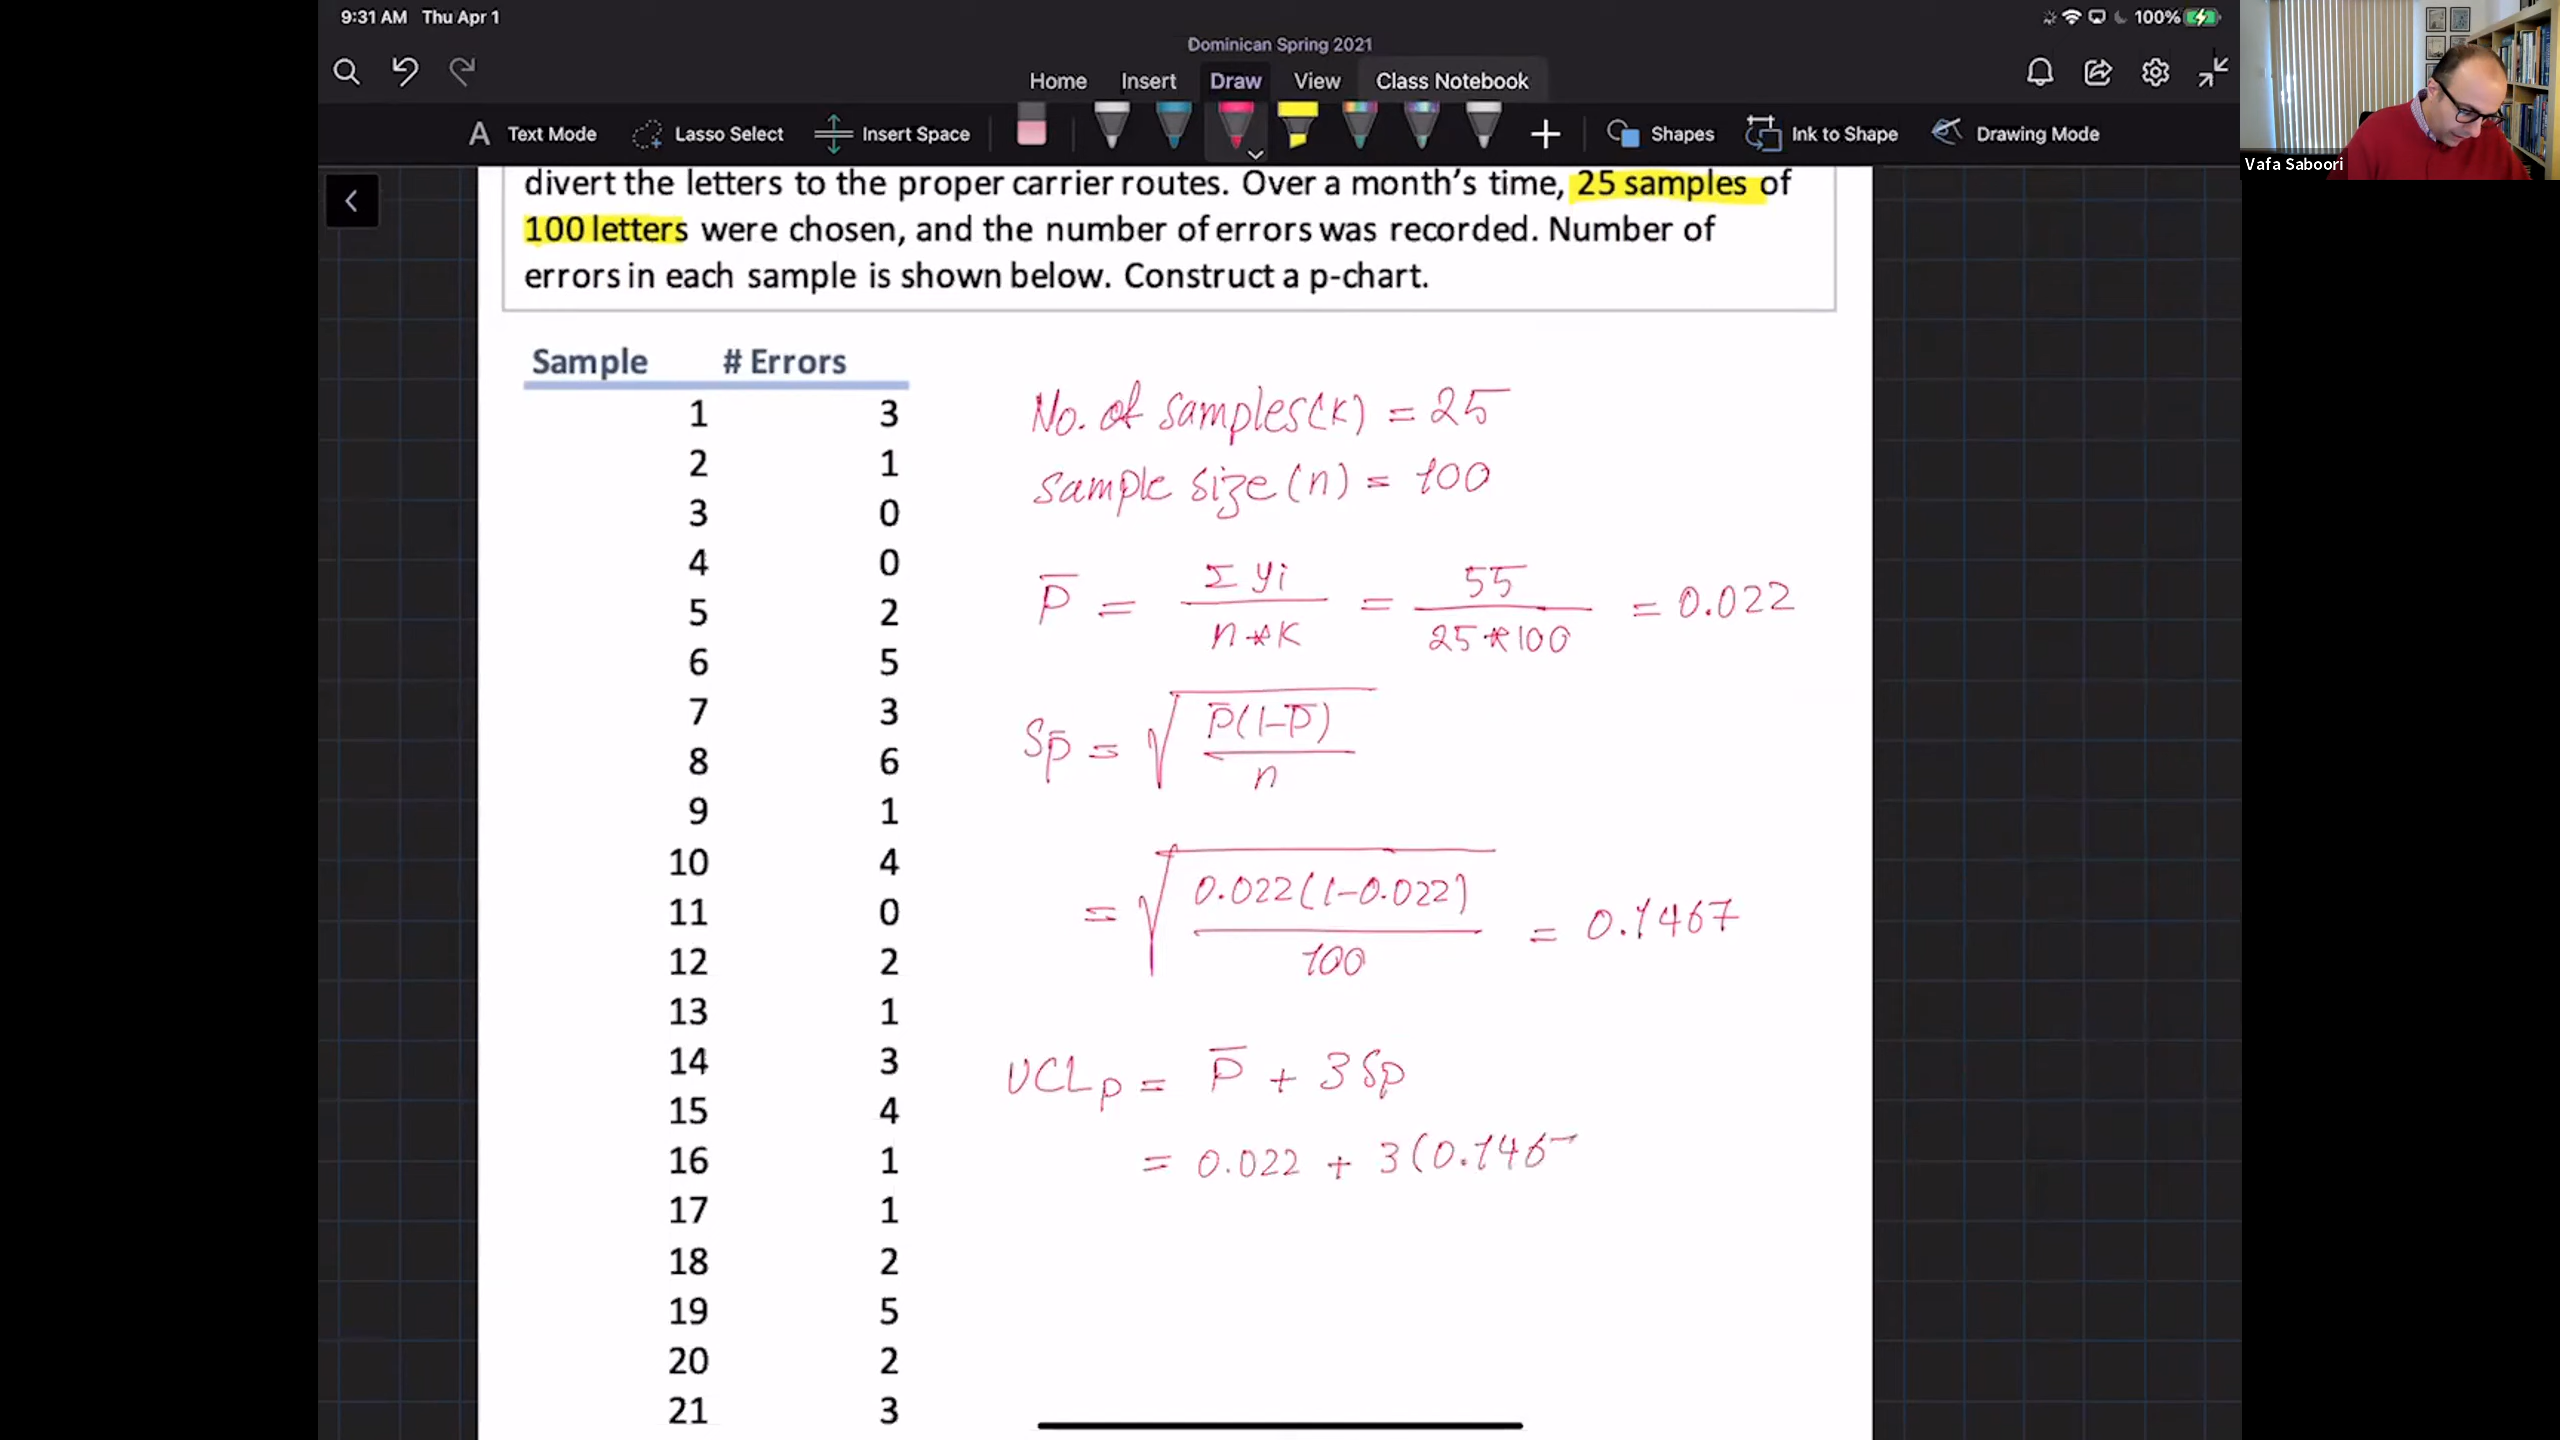 9:31 AM Thu Apr 1
100%
Dominican Spring 2021
Home Insert Draw View Class Notebook
A Text Mode Lasso Select Insert Space Shapes Ink to Shape Drawing Mode
Vafa Saboori
divert the letters to the proper carrier routes. Over a month's time, 25 samples of
100 letters were chosen, and the number of errors was recorded. Number of
errors in each sample is shown below. Construct a p-chart.
Sample # Errors
1 3
2 1
3 0
4 0
5 2
6 5
7 3
8 6
9 1
10 4
11 0
12 2
13 1
14 3
15 4
16 1
17 1
18 2
19 5
20 2
21 3
No. of samples(k) = 25
sample size (n) = 100
p̅ = Σyi / n*k = 55 / 25*100 = 0.022
Sp̅ = √(p̅(1-p̅) / n)
= √(0.022(1-0.022) / 100) = 0.1467
UCLp = p̅ + 3Sp
= 0.022 + 3(0.146